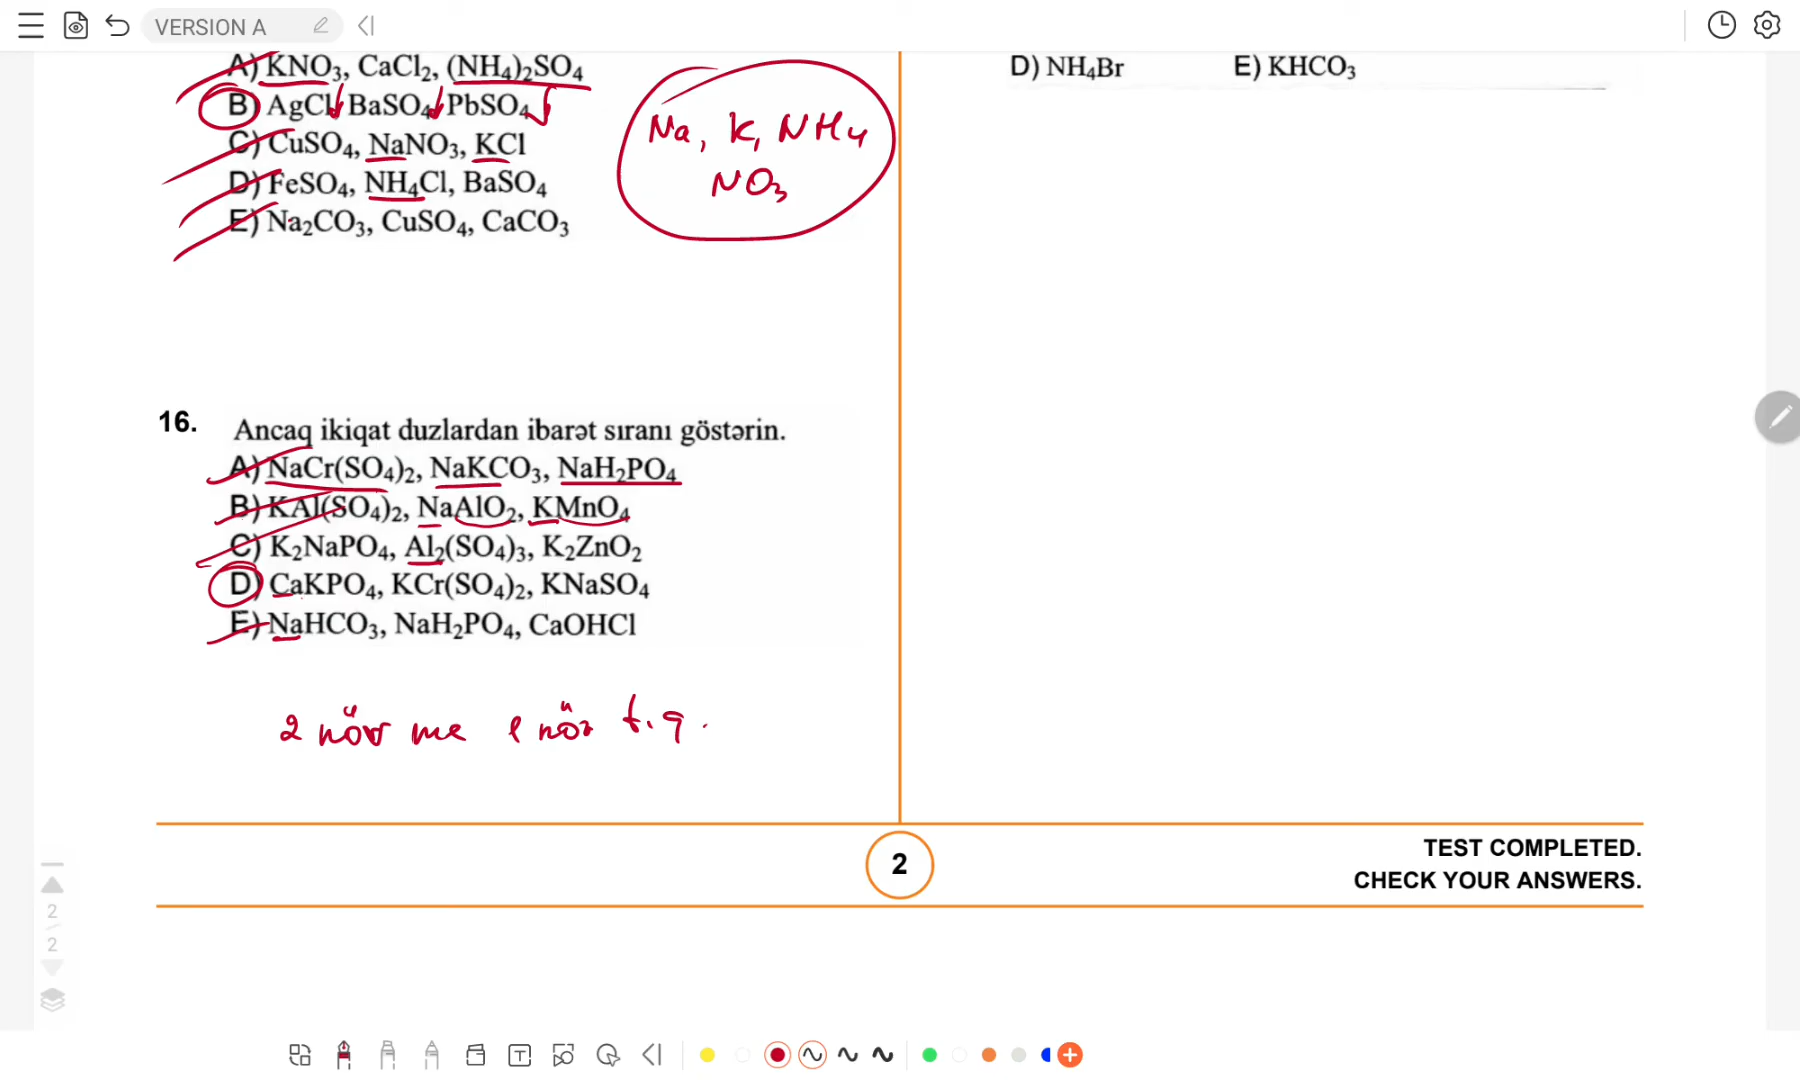 VERSION A
A) KNO₃, CaCl₂, (NH₄)₂SO₄
B) AgCl↓ BaSO₄↓ PbSO₄↓
C) CuSO₄, NaNO₃, KCl
D) FeSO₄, NH₄Cl, BaSO₄
E) Na₂CO₃, CuSO₄, CaCO₃
Na, K, NH₄
NO₃
16. Ancaq ikiqat duzlardan ibarət sıranı göstərin.
A) NaCr(SO₄)₂, NaKCO₃, NaH₂PO₄
B) KAl(SO₄)₂, NaAlO₂, KMnO₄
C) K₂NaPO₄, Al₂(SO₄)₃, K₂ZnO₂
D) CaKPO₄, KCr(SO₄)₂, KNaSO₄
E) NaHCO₃, NaH₂PO₄, CaOHCl
2 növ me 1 növ t.q.
D) NH₄Br E) KHCO₃
2
TEST COMPLETED.
CHECK YOUR ANSWERS.
2
2